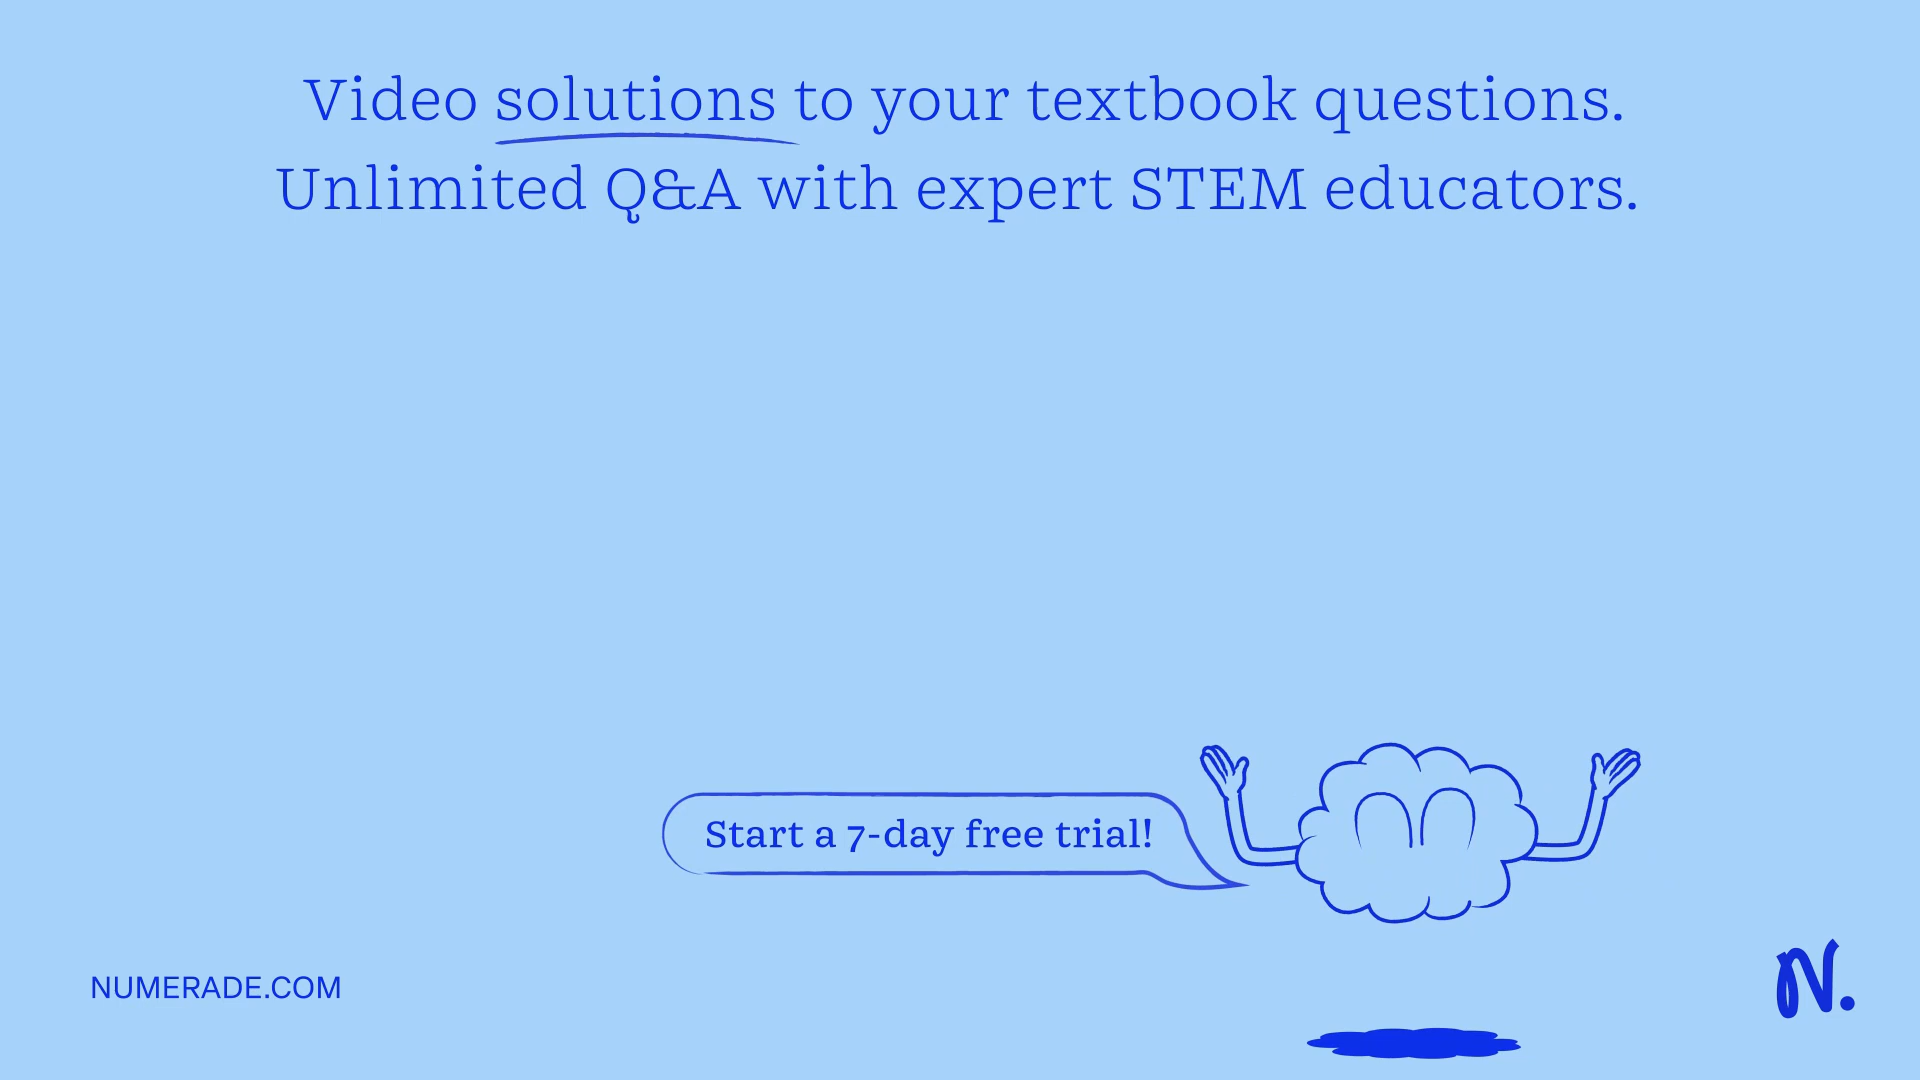 Video solutions to your textbook questions.
Unlimited Q&A with expert STEM educators.
Start a 7-day free trial!
NUMERADE.COM
N.